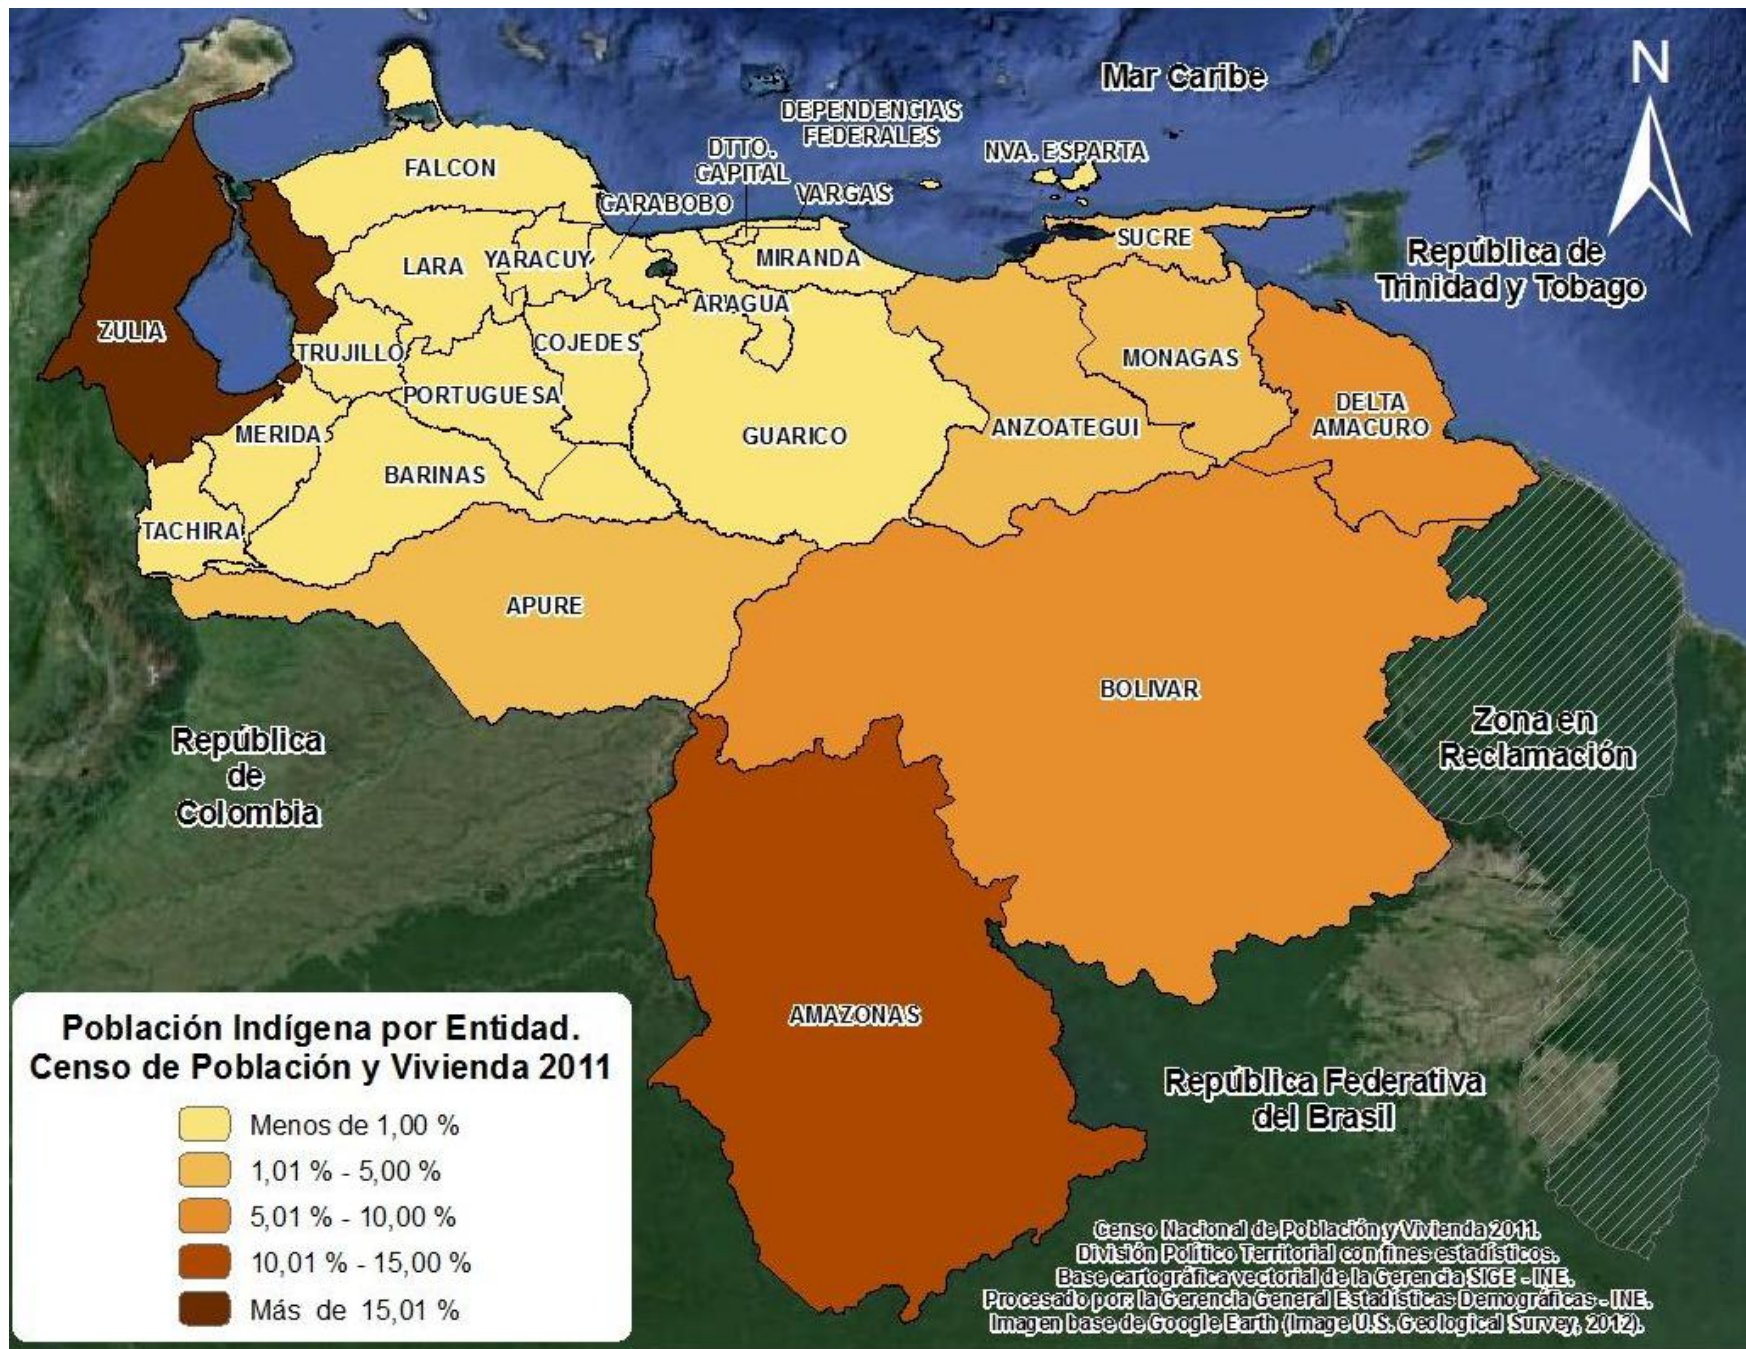 N
Mar Caribe
DEPENDENGIAS
FEDERALES
DTTO.
CAPITAL
NVA. ESPARTA
FALCON
CARABOBO
VARGAS
SUCRE
República de
Trinidad y Tobago
LARA
YARACUY
MIRANDA
ARAGUA
ZULIA
TRUJILLO
COJEDES
MONAGAS
PORTUGUESA
DELTA
AMACURO
MERIDA
GUARICO
ANZOATEGUI
BARINAS
TACHIRA
APURE
BOLIVAR
Zona en
Reclamación
República
de
Colombia
AMAZONAS
República Federativa
del Brasil
Población Indígena por Entidad.
Censo de Población y Vivienda 2011
Menos de 1,00 %
1,01 % - 5,00 %
5,01 % - 10,00 %
10,01 % - 15,00 %
Más de 15,01 %
Censo Nacional de Población y Vivienda 2011.
División Político Territorial con fines estadísticos.
Base cartográfica vectorial de la Gerencia SIGE - INE.
Procesado por: la Gerencia General Estadísticas Demográficas - INE.
Imagen base de Google Earth (Image U.S. Geological Survey, 2012).